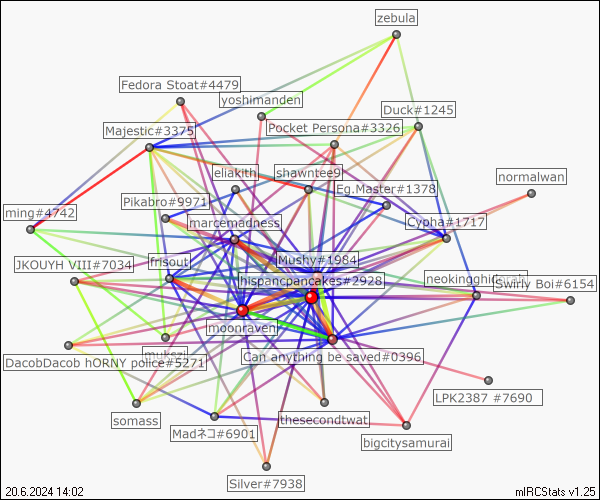 zebula
Fedora Stoat#4479
yoshimanden
Duck#1245
Majestic#3375
Pocket Persona#3326
eliakith
shawntee9
normalwan
Eg.Master#1378
Pikabro#9971
ming#4742
marcemadness
Cypha#1717
Mushy#1984
JKOUYH VIII#7034
frisout
hispancpancakes#2928
Swirly Boi#6154
moonraven
Can anything be saved#0396
DacobDacob hORNY police#5271
LPK2387 #7690
somass
thesecondtwat
Madネコ#6901
bigcitysamurai
Silver#7938
20.6.2024 14:02
mIRCStats v1.25